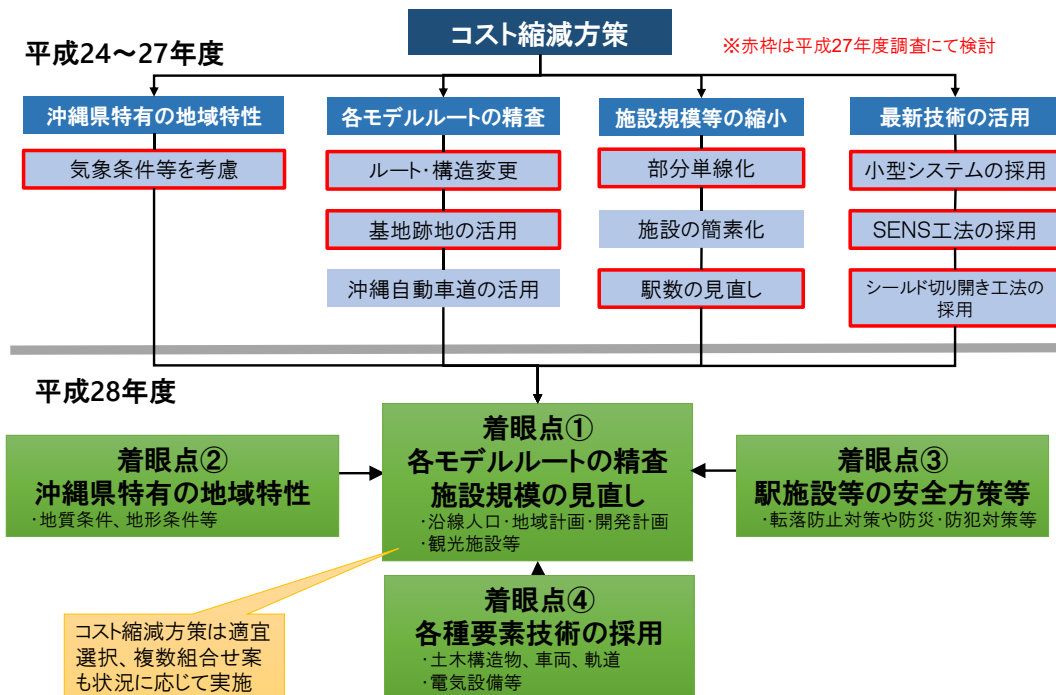 コスト縮減方策
平成24～27年度
※赤枠は平成27年度調査にて検討
沖縄県特有の地域特性
気象条件等を考慮
各モデルルートの精査
ルート・構造変更
基地跡地の活用
沖縄自動車道の活用
施設規模等の縮小
部分単線化
施設の簡素化
駅数の見直し
最新技術の活用
小型システムの採用
SENS工法の採用
シールド切り開き工法の
採用
平成28年度
着眼点①
各モデルルートの精査
施設規模の見直し
・沿線人口・地域計画・開発計画
・観光施設等
着眼点②
沖縄県特有の地域特性
・地質条件、地形条件等
着眼点③
駅施設等の安全方策等
・転落防止対策や防災・防犯対策等
着眼点④
各種要素技術の採用
・土木構造物、車両、軌道
・電気設備等
コスト縮減方策は適宜
選択、複数組合せ案
も状況に応じて実施